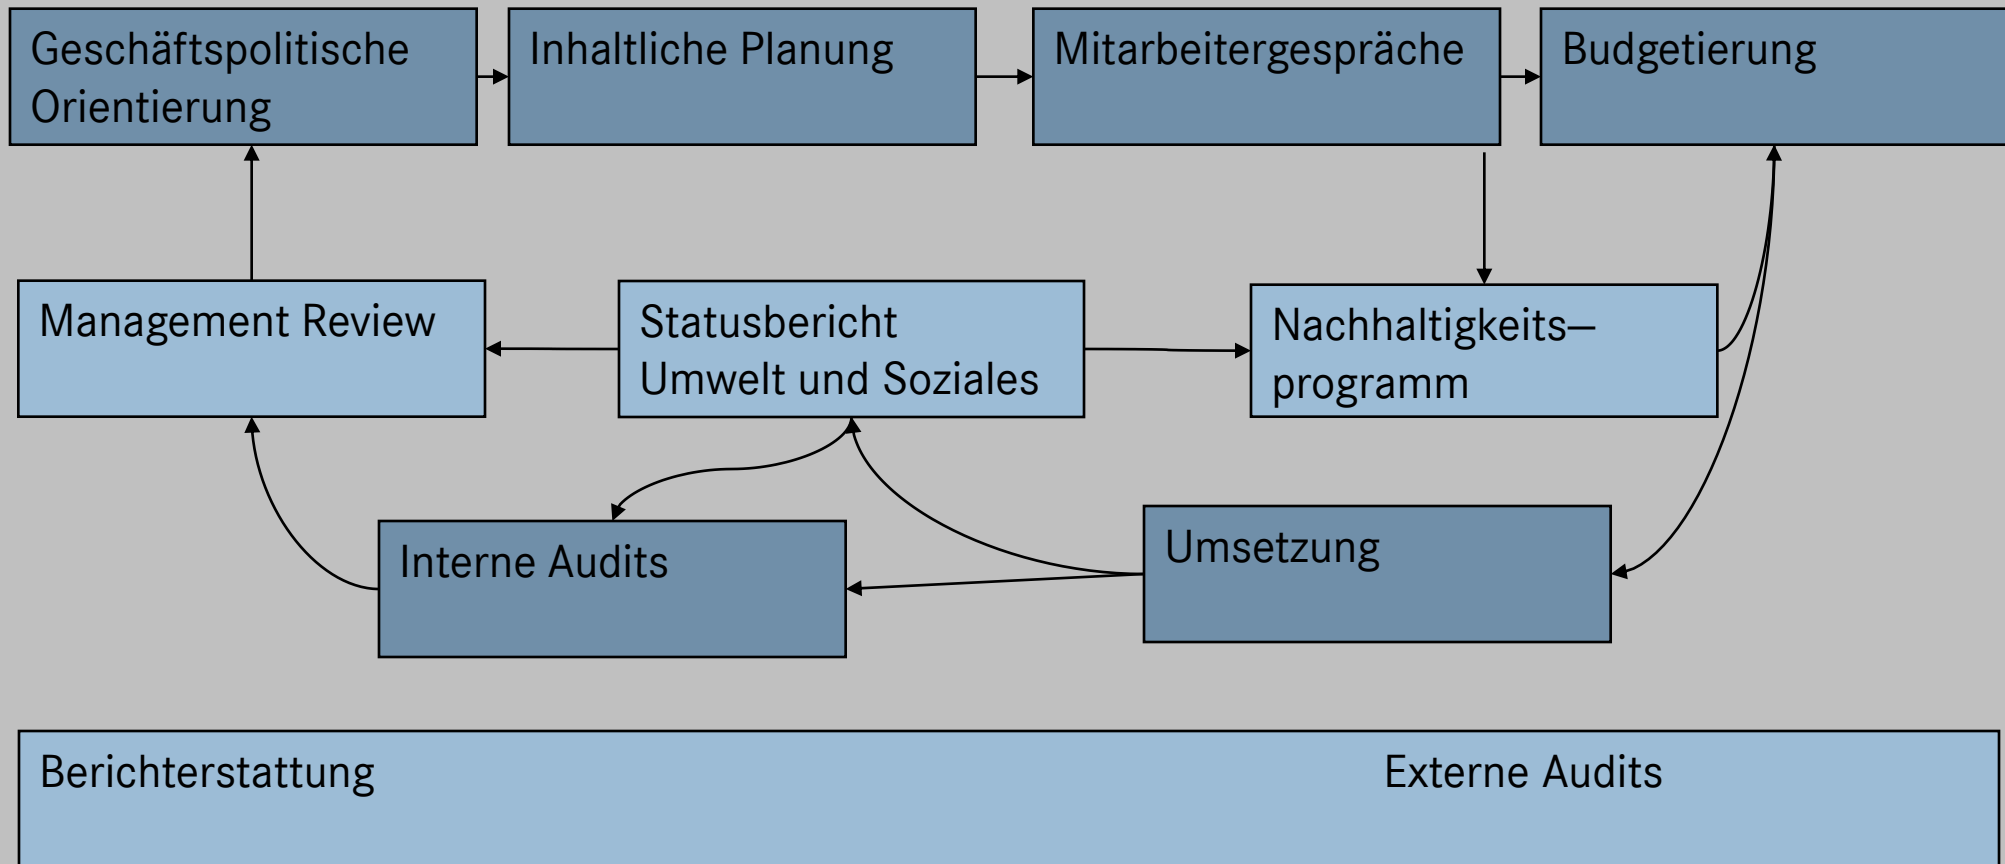 Geschäftspolitische
Orientierung
Inhaltliche Planung
Mitarbeitergespräche
Budgetierung
Management Review
Statusbericht
Umwelt und Soziales
Nachhaltigkeits–
programm
Interne Audits
Umsetzung
Berichterstattung
Externe Audits